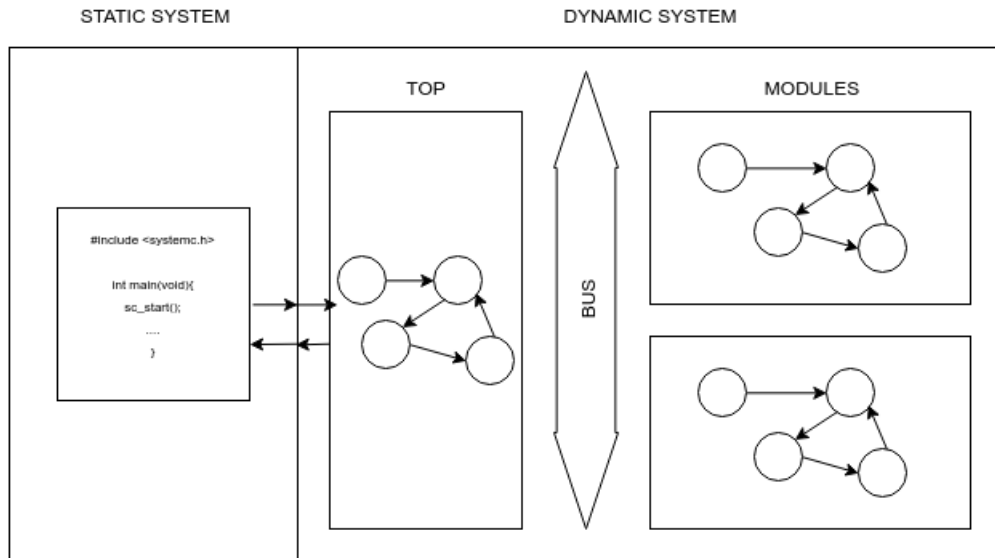 STATIC SYSTEM
DYNAMIC SYSTEM
TOP
MODULES
#include <systemc.h>
int main(void){
sc_start();
....
}
BUS